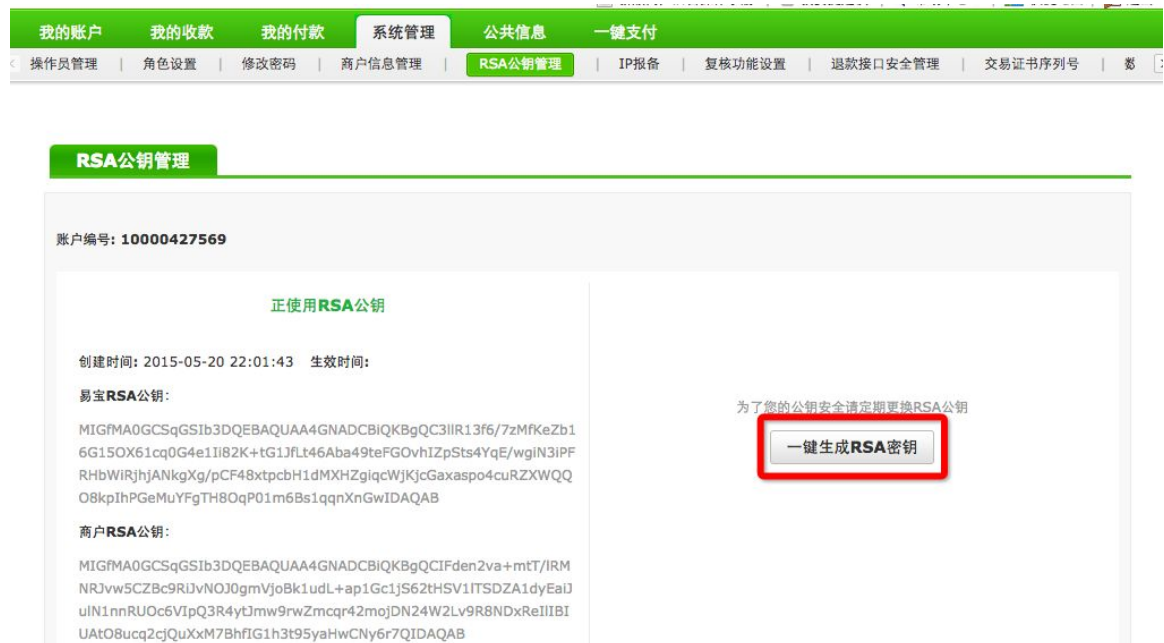 我的账户 我的收款 我的付款 系统管理 公共信息 一键支付
操作员管理 | 角色设置 | 修改密码 | 商户信息管理 | RSA公钥管理 | IP报备 | 复核功能设置 | 退款接口安全管理 | 交易证书序列号 |
RSA公钥管理
账户编号: 10000427569
正使用RSA公钥
创建时间: 2015-05-20 22:01:43 生效时间:
易宝RSA公钥:
MIGfMA0GCSqGSIb3DQEBAQUAA4GNADCBiQKBgQC3llR13f6/7zMfKeZb1
6G15OX61cq0G4e1Ii82K+tG1JfLt46Aba49teFGOvhIZpSts4YqE/wgiN3iPF
RHbWiRjhjANkgXg/pCF48xtpcbH1dMXHZgiqcWjKjcGaxaspo4cuRZXWQQ
O8kpIhPGeMuYFgTH8OqP01m6Bs1qqnXnGwIDAQAB
商户RSA公钥:
MIGfMA0GCSqGSIb3DQEBAQUAA4GNADCBiQKBgQCIFden2va+mtT/lRM
NRJvw5CZBc9RiJvNOJ0gmVjoBk1udL+ap1Gc1jS62tHSV1lTSDZA1dyEaiJ
ulN1nnRUOc6VIpQ3R4ytJmw9rwZmcqr42mojDN24W2Lv9R8NDxReIlIBI
UAtO8ucq2cjQuXxM7BhfIG1h3t95yaHwCNy6r7QIDAQAB
为了您的公钥安全请定期更换RSA公钥
一键生成RSA密钥